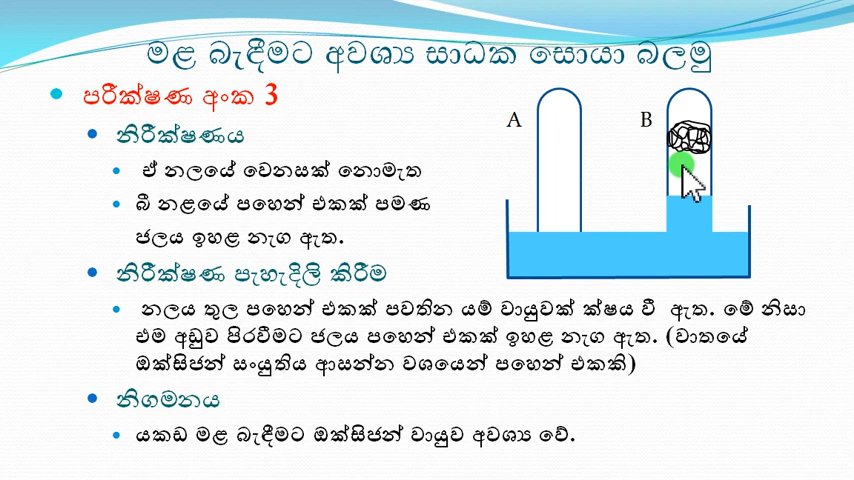 මළ බැඳීමට අවශ්‍ය සාධක සොයා බලමු
පරීක්ෂණ අංක 3
නිරීක්ෂණය
ඒ නලයේ වෙනසක් නොමැත
බී නළයේ පහෙන් එකක් පමණ
ජලය ඉහළ නැග ඇත.
A
B
නිරීක්ෂණ පැහැදිලි කිරීම
නලය තුල පහෙන් එකක් පවතින යම් වායුවක් ක්ෂය වී ඇත. මේ නිසා
එම අඩුව පිරවීමට ජලය පහෙන් එකක් ඉහළ නැග ඇත. (වාතයේ
ඔක්සිජන් සංයුතිය ආසන්න වශයෙන් පහෙන් එකකි)
නිගමනය
යකඩ මළ බැඳීමට ඔක්සිජන් වායුව අවශ්‍ය වේ.